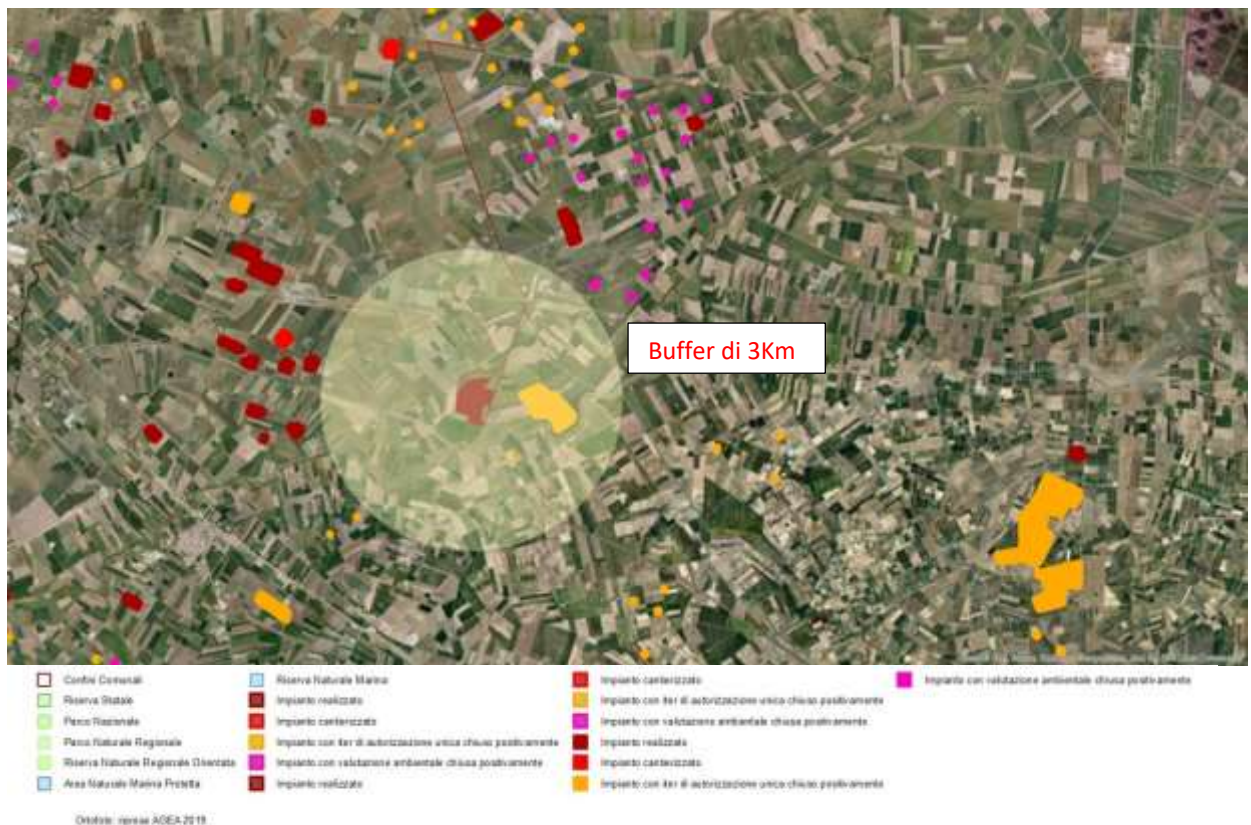 Buffer di 3Km
Confini Comunali
Riserva Statale
Parco Nazionale
Parco Naturale Regionale
Riserva Naturale Regionale Orientata
Area Naturale Marina Protetta
Riserva Naturale Marina
Impianto realizzato
Impianto cantierizzato
Impianto con iter di autorizzazione unica chiuso positivamente
Impianto con valutazione ambientale chiusa positivamente
Impianto realizzato
Impianto cantierizzato
Impianto con iter di autorizzazione unica chiuso positivamente
Impianto con valutazione ambientale chiusa positivamente
Impianto realizzato
Impianto cantierizzato
Impianto con iter di autorizzazione unica chiuso positivamente
Impianto con valutazione ambientale chiusa positivamente
Ortofoto: riprese AGEA 2019